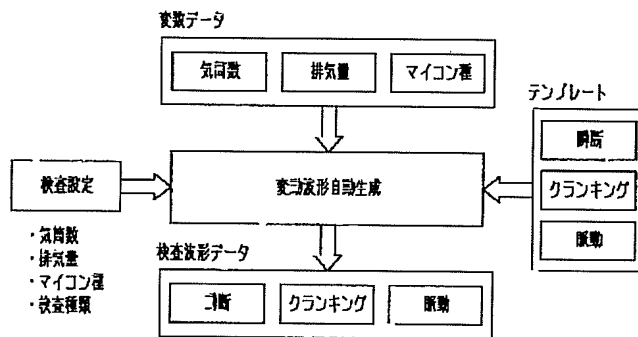 変数データ
気筒数
排気量
マイコン種
テンプレート
瞬断
クランキング
脈動
検査設定
変動波形自動生成
・気筒数
・排気量
・マイコン種
・検査種類
検査波形データ
クランキング
脈動